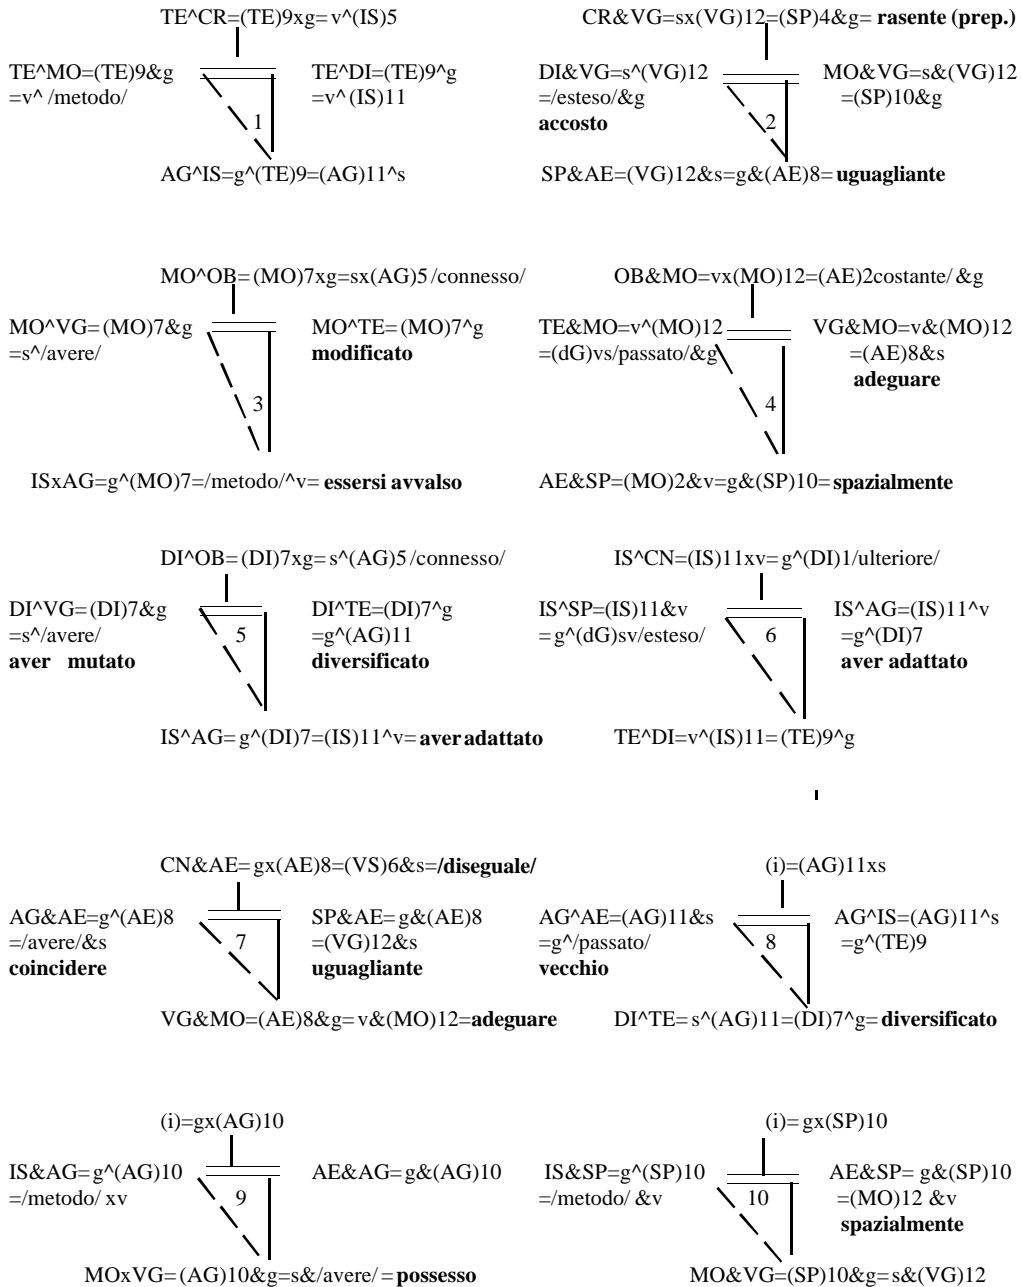 TE^CR=(TE)9xg=v^(IS)5
TE^MO=(TE)9&g
=v^ /metodo/
TE^DI=(TE)9^g
=v^(IS)11
1
AG^IS=g^(TE)9=(AG)11^s
CR&VG=sx(VG)12=(SP)4&g= rasente (prep.)
DI&VG=s^(VG)12
=/esteso/&g
accosto
MO&VG=s&(VG)12
=(SP)10&g
2
SP&AE=(VG)12&s=g&(AE)8= uguagliante
MO^OB=(MO)7xg=sx(AG)5 /connesso/
MO^VG=(MO)7&g
=s^/avere/
MO^TE=(MO)7^g
modificato
3
ISxAG=g^(MO)7=/metodo/^v= essersi avvalso
OB&MO=vx(MO)12=(AE)2costante/ &g
TE&MO=v^(MO)12
=(dG)vs/passato/&g
VG&MO=v&(MO)12
=(AE)8&s
adeguare
4
AE&SP=(MO)2&v=g&(SP)10= spazialmente
DI^OB=(DI)7xg=s^(AG)5 /connesso/
DI^VG=(DI)7&g
=s^/avere/
aver mutato
DI^TE=(DI)7^g
=g^(AG)11
diversificato
5
IS^AG=g^(DI)7=(IS)11^v= aver adattato
IS^CN=(IS)11xv=g^(DI)1/ulteriore/
IS^SP=(IS)11&v
=g^(dG)sv/esteso/
IS^AG=(IS)11^v
=g^(DI)7
aver adattato
6
TE^DI=v^(IS)11=(TE)9^g
CN&AE=gx(AE)8=(VS)6&s=/diseguale/
AG&AE=g^(AE)8
=/avere/&s
coincidere
SP&AE=g&(AE)8
=(VG)12&s
uguagliante
7
VG&MO=(AE)8&g=v&(MO)12=adeguare
(i)=(AG)11xs
AG^AE=(AG)11&s
=g^/passato/
vecchio
AG^IS=(AG)11^s
=g^(TE)9
8
DI^TE=s^(AG)11=(DI)7^g= diversificato
(i)=gx(AG)10
IS&AG=g^(AG)10
=/metodo/ xv
AE&AG=g&(AG)10
9
MOxVG=(AG)10&g=s&/avere/ = possesso
(i)=gx(SP)10
IS&SP=g^(SP)10
=/metodo/ &v
AE&SP= g&(SP)10
=(MO)12 &v
spazialmente
10
MO&VG=(SP)10&g=s&(VG)12